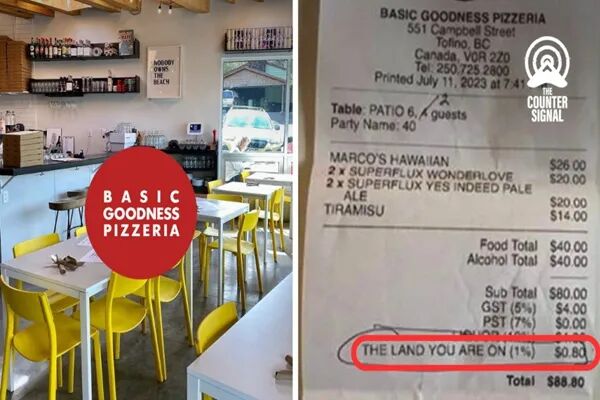 NOBODY
OWNS
THE
BEACH
BASIC
GOODNESS
PIZZERIA
THE
COUNTER
SIGNAL
BASIC GOODNESS PIZZERIA
551 Campbell Street
Tofino, BC
Canada, V0R 2Z0
Tel: 250.725.2800
Printed July 11, 2023 at 7:41
2
Table: PATIO 6, 4 guests
Party Name: 40
MARCO'S HAWAIIAN $26.00
2 x SUPERFLUX WONDERLOVE $20.00
2 x SUPERFLUX YES INDEED PALE
ALE $20.00
TIRAMISU $14.00
Food Total $40.00
Alcohol Total $40.00
Sub Total $80.00
GST (5%) $4.00
PST (7%) $0.00
THE LAND YOU ARE ON (1%) $0.80
Total $88.80